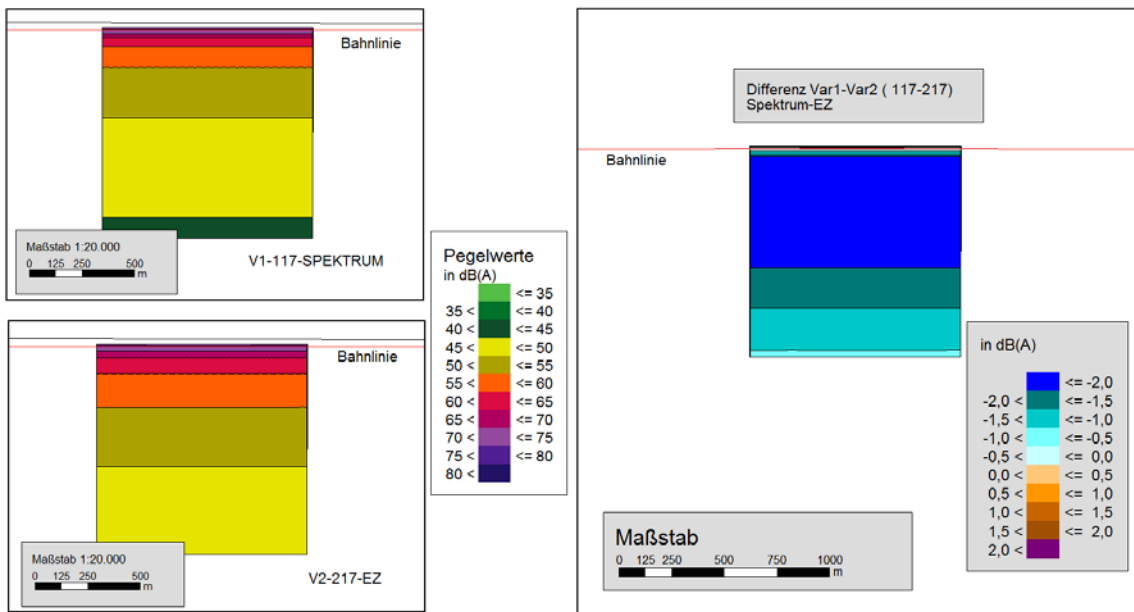 Bahnlinie
Maßstab 1:20.000
0 125 250 500
m
V1-117-SPEKTRUM
Bahnlinie
Maßstab 1:20.000
0 125 250 500
m
V2-217-EZ
Pegelwerte
in dB(A)
<= 35
35 < <= 40
40 < <= 45
45 < <= 50
50 < <= 55
55 < <= 60
60 < <= 65
65 < <= 70
70 < <= 75
75 < <= 80
80 <
Differenz Var1-Var2 ( 117-217)
Spektrum-EZ
Bahnlinie
in dB(A)
<= -2,0
-2,0 < <= -1,5
-1,5 < <= -1,0
-1,0 < <= -0,5
-0,5 < <= 0,0
0,0 < <= 0,5
0,5 < <= 1,0
1,0 < <= 1,5
1,5 < <= 2,0
2,0 <
Maßstab
0 125 250 500 750 1000
m